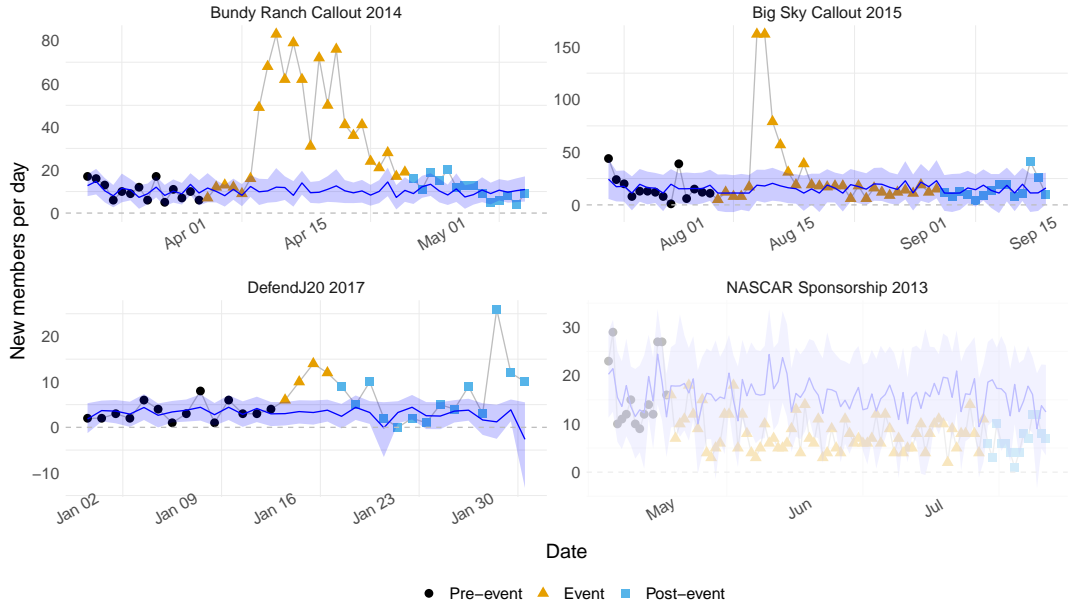 Bundy Ranch Callout 2014
Big Sky Callout 2015
80
60
40
20
0
150
100
50
0
Apr 01
Apr 15
May 01
Aug 01
Aug 15
Sep 01
Sep 15
DefendJ20 2017
NASCAR Sponsorship 2013
20
10
0
−10
30
20
10
0
Jan 02
Jan 09
Jan 16
Jan 23
Jan 30
May
Jun
Jul
New members per day
Date
Pre−event
Event
Post−event